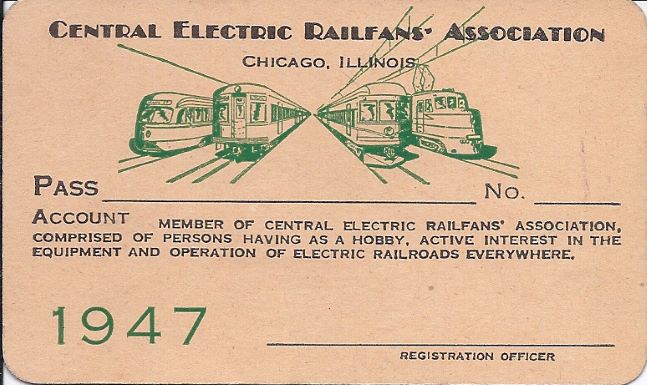 CENTRAL ELECTRIC RAILFANS' ASSOCIATION
CHICAGO, ILLINOIS
PASS No.
ACCOUNT MEMBER OF CENTRAL ELECTRIC RAILFANS' ASSOCIATION,
COMPRISED OF PERSONS HAVING AS A HOBBY, ACTIVE INTEREST IN THE
EQUIPMENT AND OPERATION OF ELECTRIC RAILROADS EVERYWHERE.
1947
REGISTRATION OFFICER